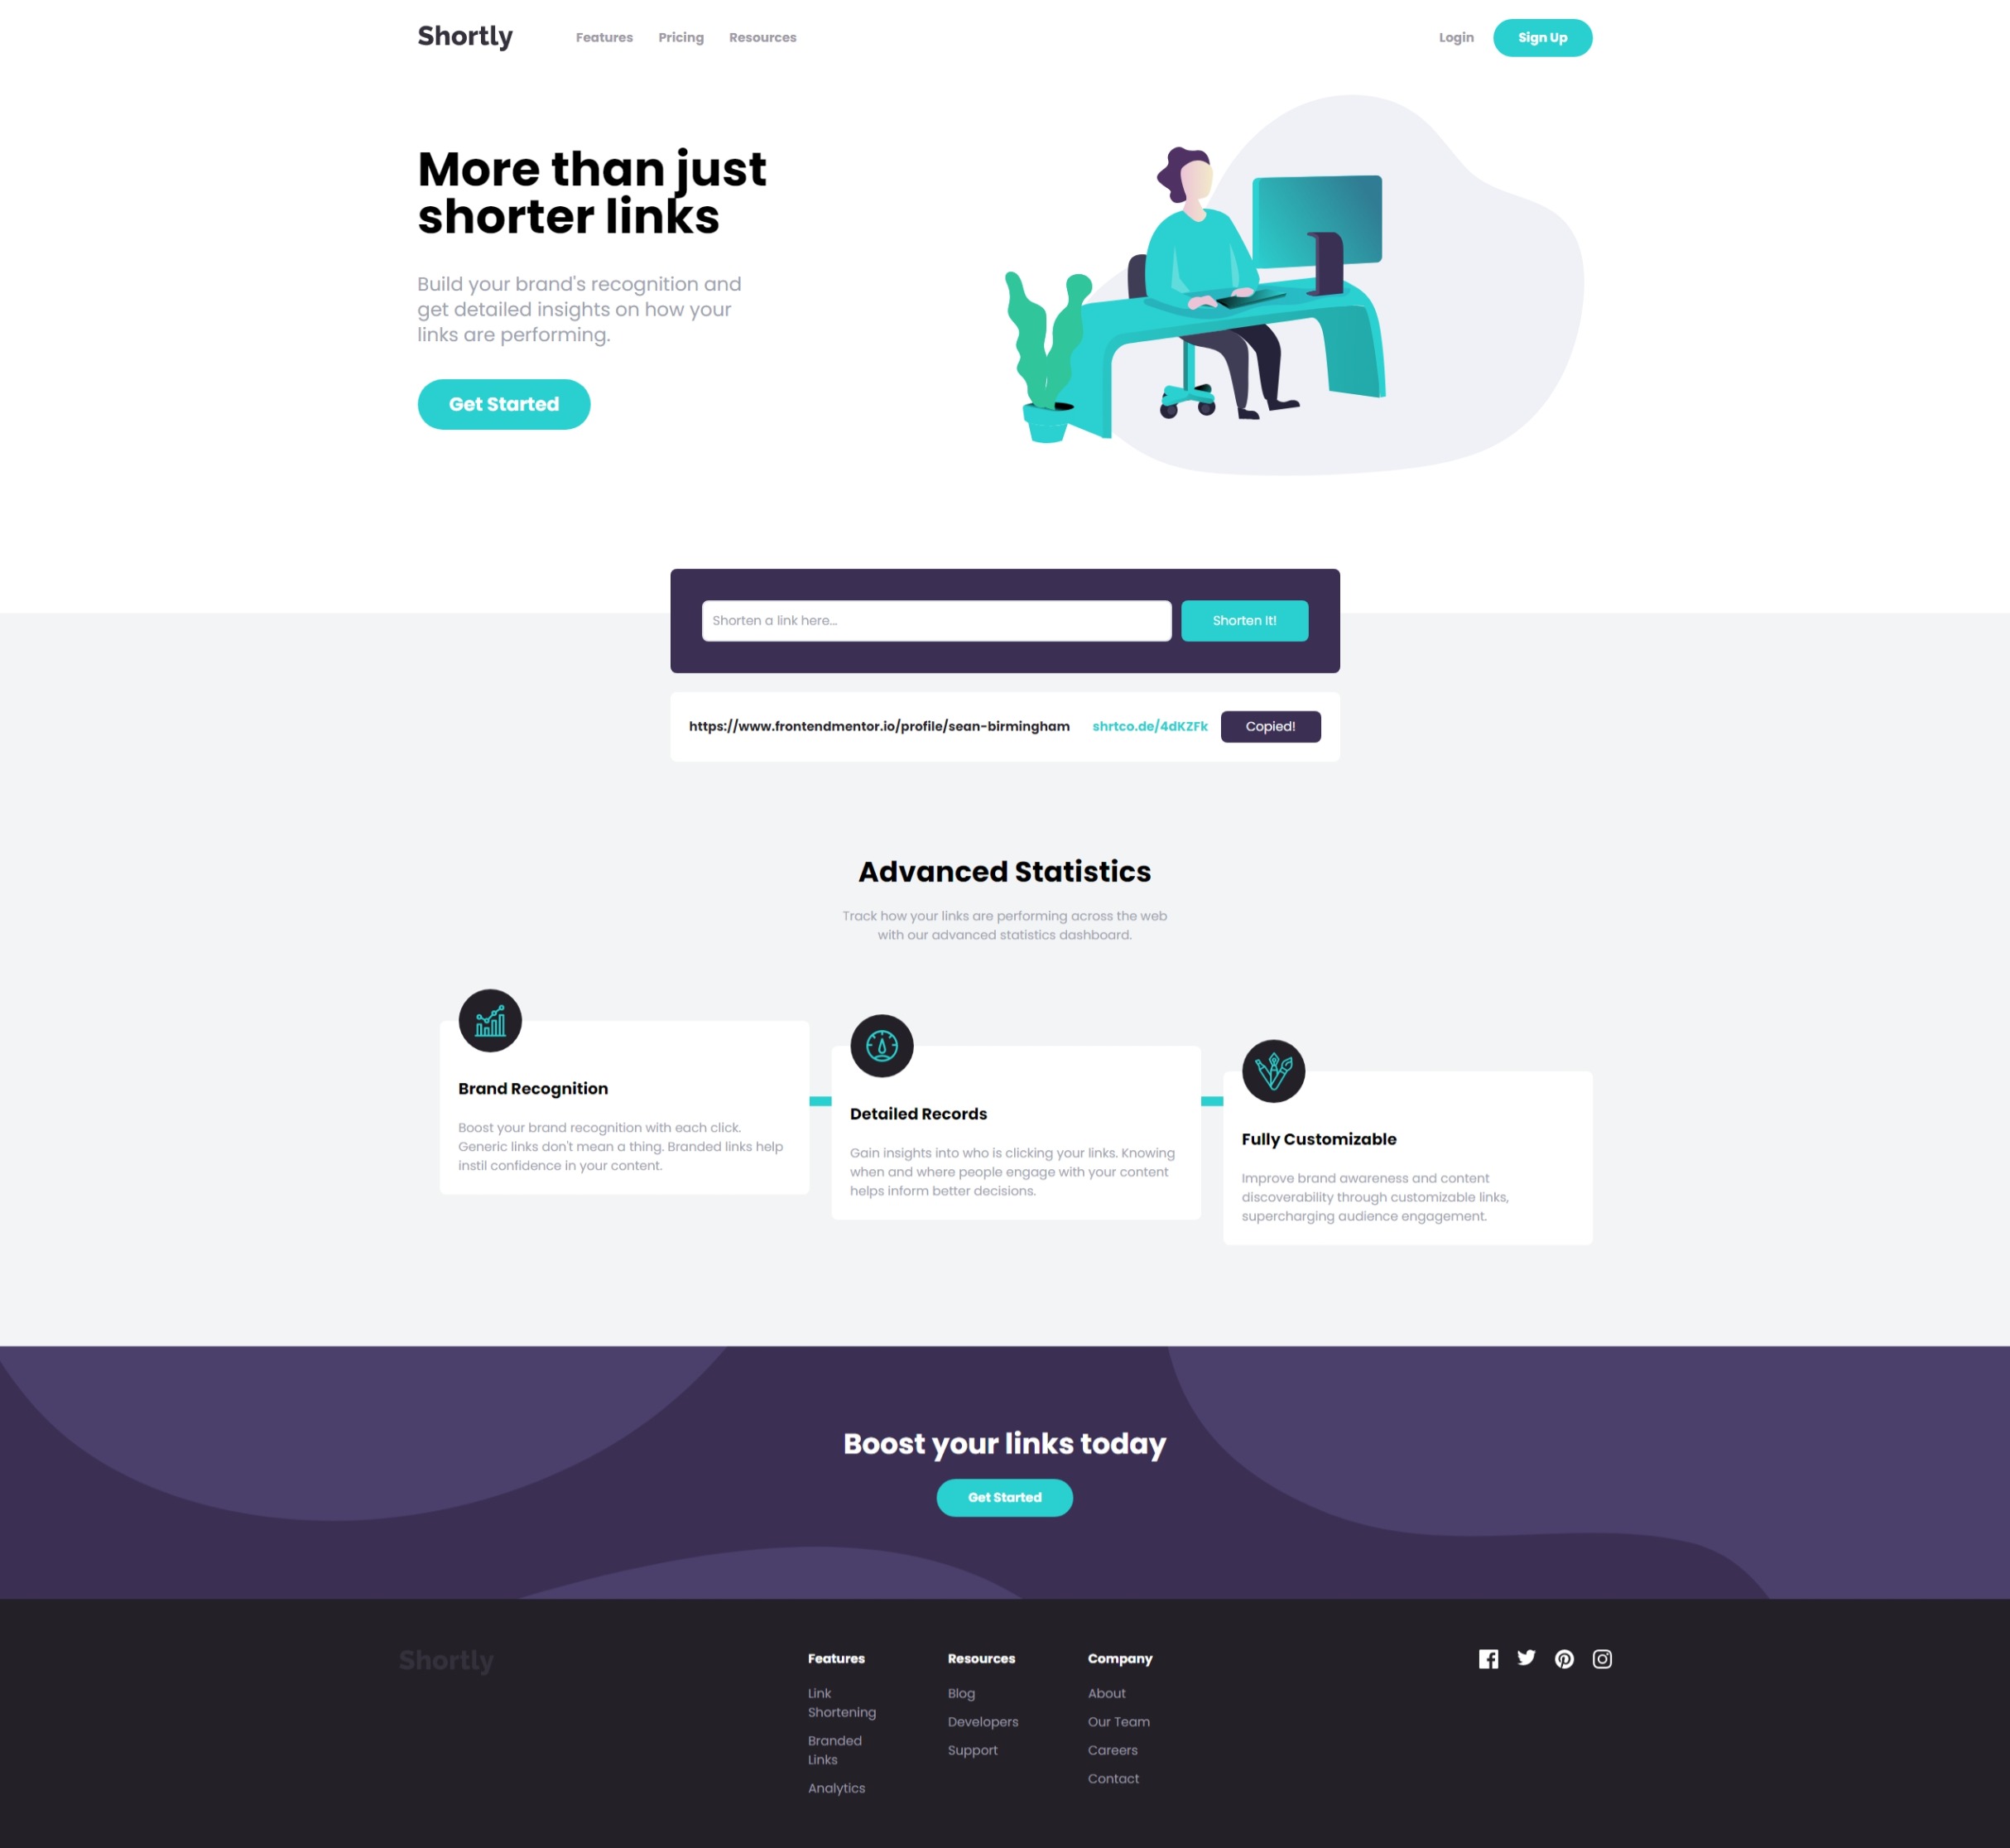 Shortly
Features
Pricing
Resources
Login
Sign Up
More than just
shorter links
Build your brand's recognition and
get detailed insights on how your
links are performing.
Get Started
Shorten a link here...
Shorten It!
https://www.frontendmentor.io/profile/sean-birmingham
shrtco.de/4dKZFk
Copied!
Advanced Statistics
Track how your links are performing across the web
with our advanced statistics dashboard.
Brand Recognition
Boost your brand recognition with each click.
Generic links don't mean a thing. Branded links help
instil confidence in your content.
Detailed Records
Gain insights into who is clicking your links. Knowing
when and where people engage with your content
helps inform better decisions.
Fully Customizable
Improve brand awareness and content
discoverability through customizable links,
supercharging audience engagement.
Boost your links today
Get Started
Shortly
Features
Link
Shortening
Branded
Links
Analytics
Resources
Blog
Developers
Support
Company
About
Our Team
Careers
Contact